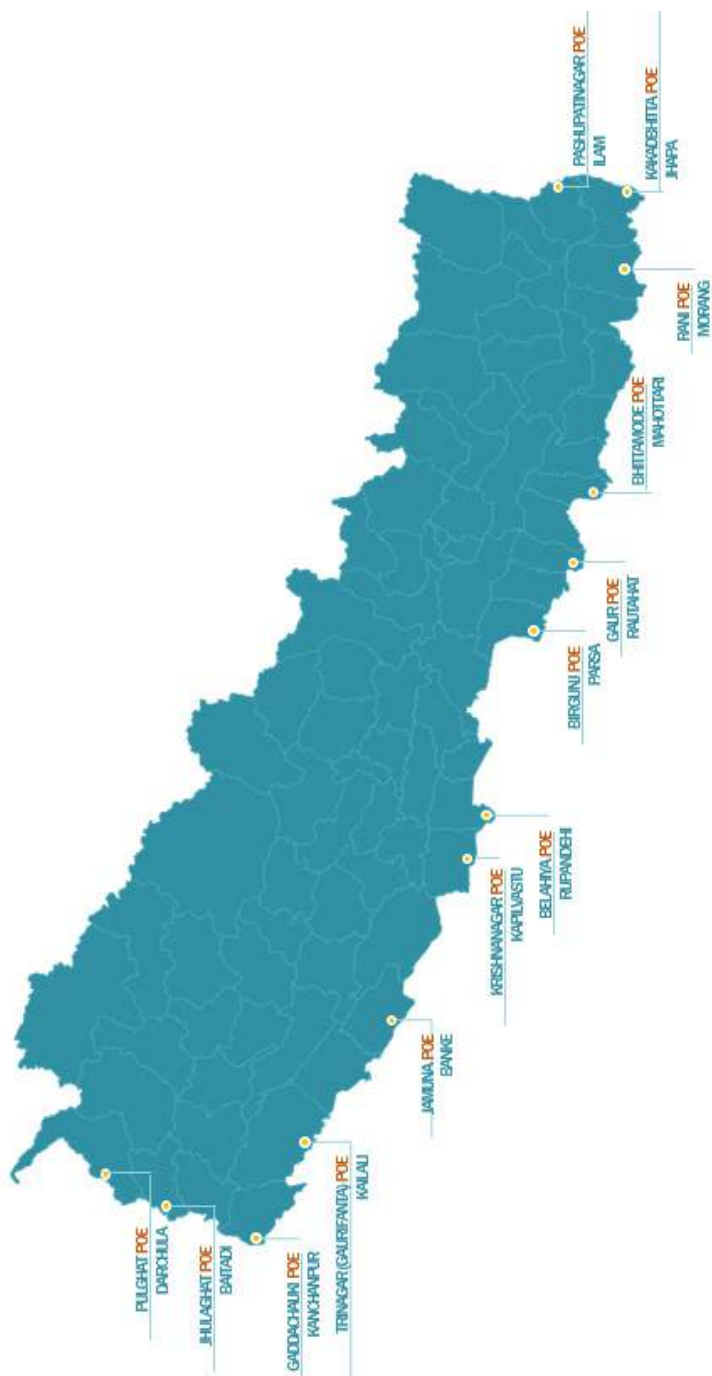 PULGHAT POE
DARCHULA
JHULAGHAT POE
BAITADI
GADDACHAUKI POE
KANCHANPUR
TRINAGAR (GAURIFANTA) POE
KAILALI
JAMUNA POE
BANKE
KRISHNANAGAR POE
KAPILVASTU
BELAHIYA POE
RUPANDEHI
BIRGUNJ POE
PARSA
GAUR POE
RAUTAHAT
BHITTAMODE POE
MAHOTTARI
RANI POE
MORANG
PASHUPATINAGAR POE
ILAM
KAKADBHITTA POE
JHAPA